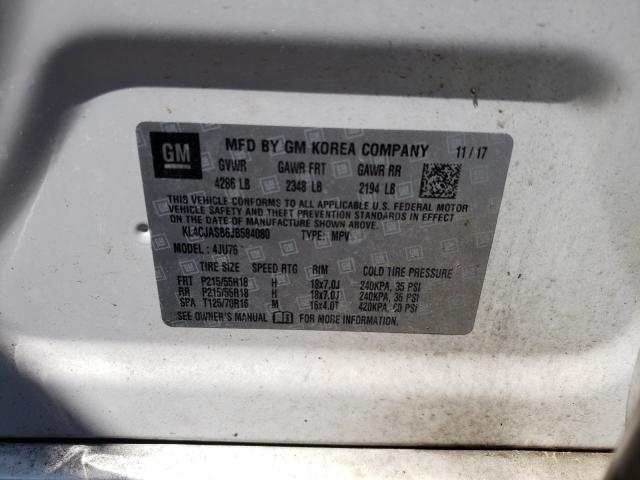 GM
MFD BY GM KOREA COMPANY 11/17
GVWR GAWR FRT GAWR RR
4286 LB 2348 LB 2194 LB
THIS VEHICLE CONFORMS TO ALL APPLICABLE U.S. FEDERAL MOTOR
VEHICLE SAFETY, BUMPER, AND THEFT PREVENTION STANDARDS IN
EFFECT ON THE DATE OF MANUFACTURE SHOWN ABOVE.
KL4CJASB6JB584080 TYPE: MPV
MODEL: 4JU76
TIRE SIZE SPEED RTG RIM COLD TIRE PRESSURE
FRT P215/55R18 H 18x7.0J 240KPA, 35 PSI
RR P215/55R18 H 18x7.0J 240KPA, 35 PSI
SPA T125/70R16 M 16x4.0T 420KPA, 60 PSI
SEE OWNER'S MANUAL FOR MORE INFORMATION.